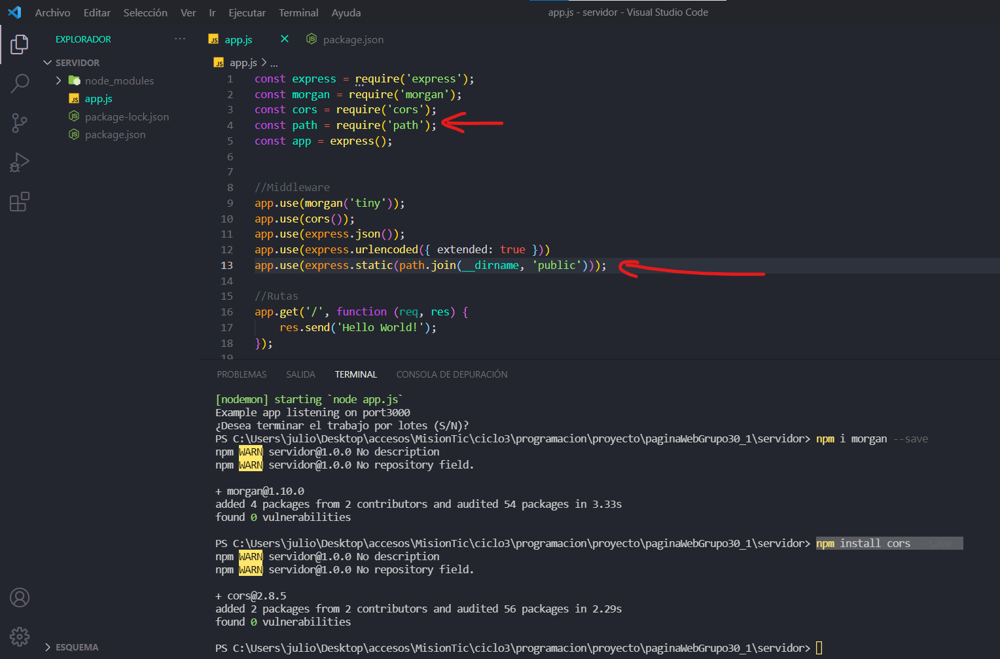 Archivo Editar Selección Ver Ir Ejecutar Terminal Ayuda
app.js - servidor - Visual Studio Code
EXPLORADOR ...
SERVIDOR
node_modules
JS app.js
JS package-lock.json
JS package.json
JS app.js × JS package.json
JS app.js > ...
1 const express = require('express');
2 const morgan = require('morgan');
3 const cors = require('cors');
4 const path = require('path');
5 const app = express();
6
7
8 //Middleware
9 app.use(morgan('tiny'));
10 app.use(cors());
11 app.use(express.json());
12 app.use(express.urlencoded({ extended: true }))
13 app.use(express.static(path.join(__dirname, 'public')));
14
15 //Rutas
16 app.get('/', function (req, res) {
17 res.send('Hello World!');
18 });
19
PROBLEMAS SALIDA TERMINAL CONSOLA DE DEPURACIÓN
[nodemon] starting `node app.js`
Example app listening on port3000
¿Desea terminar el trabajo por lotes (S/N)?
PS C:\Users\julio\Desktop\accesos\MisionTic\ciclo3\programacion\proyecto\paginaWebGrupo30_1\servidor> npm i morgan --save
npm WARN servidor@1.0.0 No description
npm WARN servidor@1.0.0 No repository field.
+ morgan@1.10.0
added 4 packages from 2 contributors and audited 54 packages in 3.33s
found 0 vulnerabilities
PS C:\Users\julio\Desktop\accesos\MisionTic\ciclo3\programacion\proyecto\paginaWebGrupo30_1\servidor> npm install cors --save
npm WARN servidor@1.0.0 No description
npm WARN servidor@1.0.0 No repository field.
+ cors@2.8.5
added 2 packages from 2 contributors and audited 56 packages in 2.29s
found 0 vulnerabilities
PS C:\Users\julio\Desktop\accesos\MisionTic\ciclo3\programacion\proyecto\paginaWebGrupo30_1\servidor>
ESQUEMA